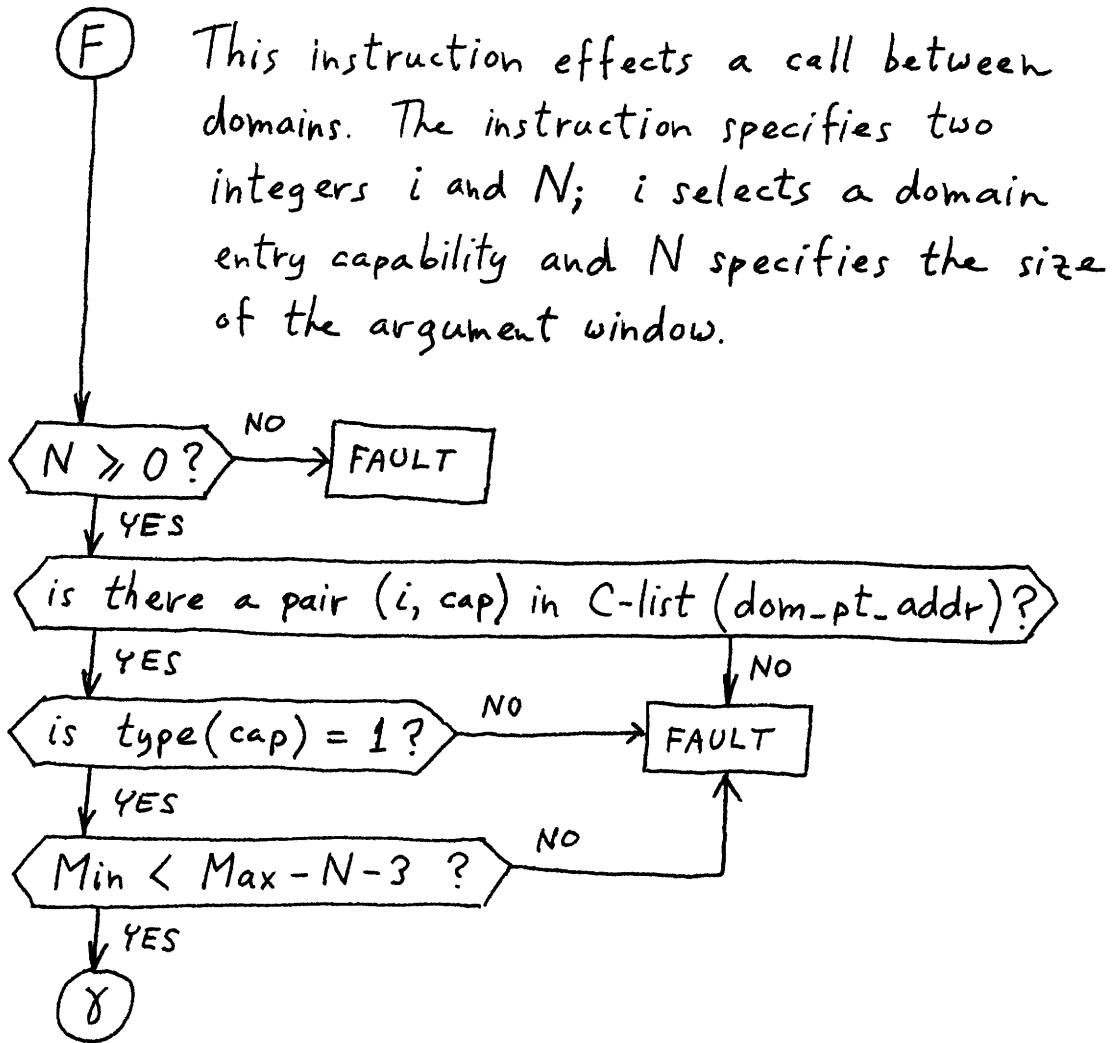 F
This instruction effects a call between
domains. The instruction specifies two
integers i and N; i selects a domain
entry capability and N specifies the size
of the argument window.
NO
N ⩾ 0?
FAULT
YES
is there a pair (i, cap) in C-list (dom_pt_addr)?
YES
NO
is type(cap) = 1?
NO
FAULT
YES
NO
Min < Max - N - 3 ?
YES
γ